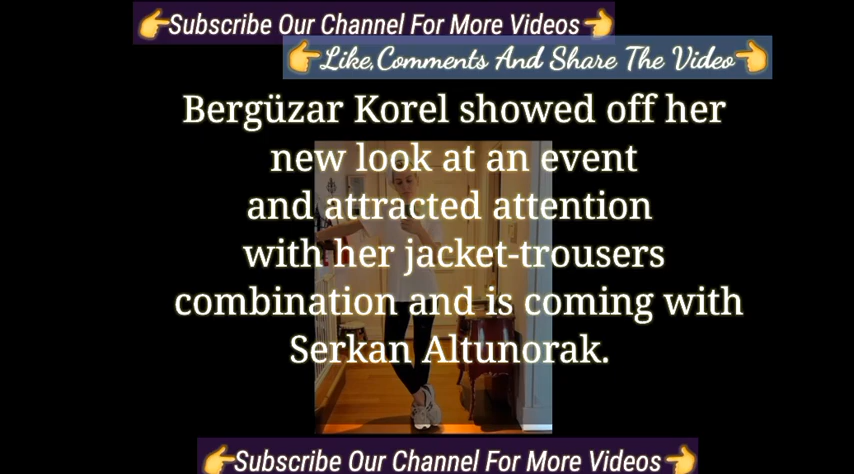 👉Subscribe Our Channel For More Videos👈
👉Like,Comments And Share The Video👈
Bergüzar Korel showed off her
new look at an event
and attracted attention
with her jacket-trousers
combination and is coming with
Serkan Altunorak.
👉Subscribe Our Channel For More Videos👈